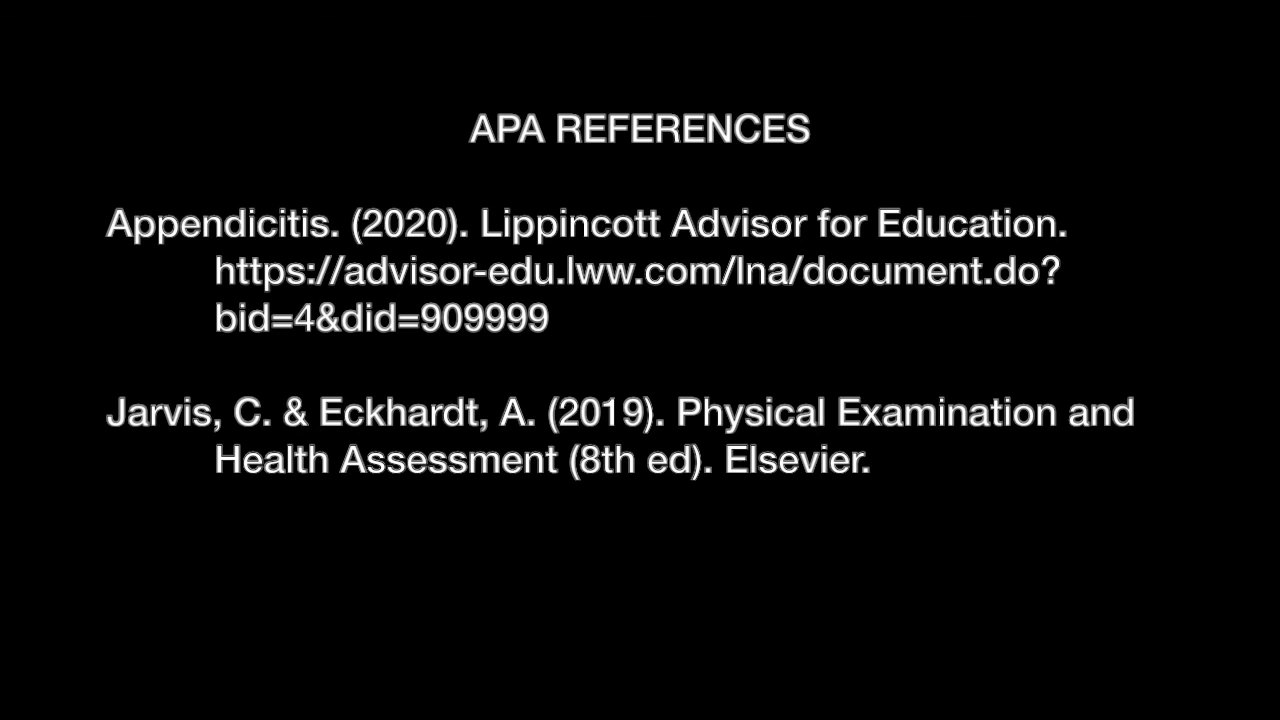 APA REFERENCES
Appendicitis. (2020). Lippincott Advisor for Education.
https://advisor-edu.lww.com/lna/document.do?
bid=4&did=909999
Jarvis, C. & Eckhardt, A. (2019). Physical Examination and
Health Assessment (8th ed). Elsevier.